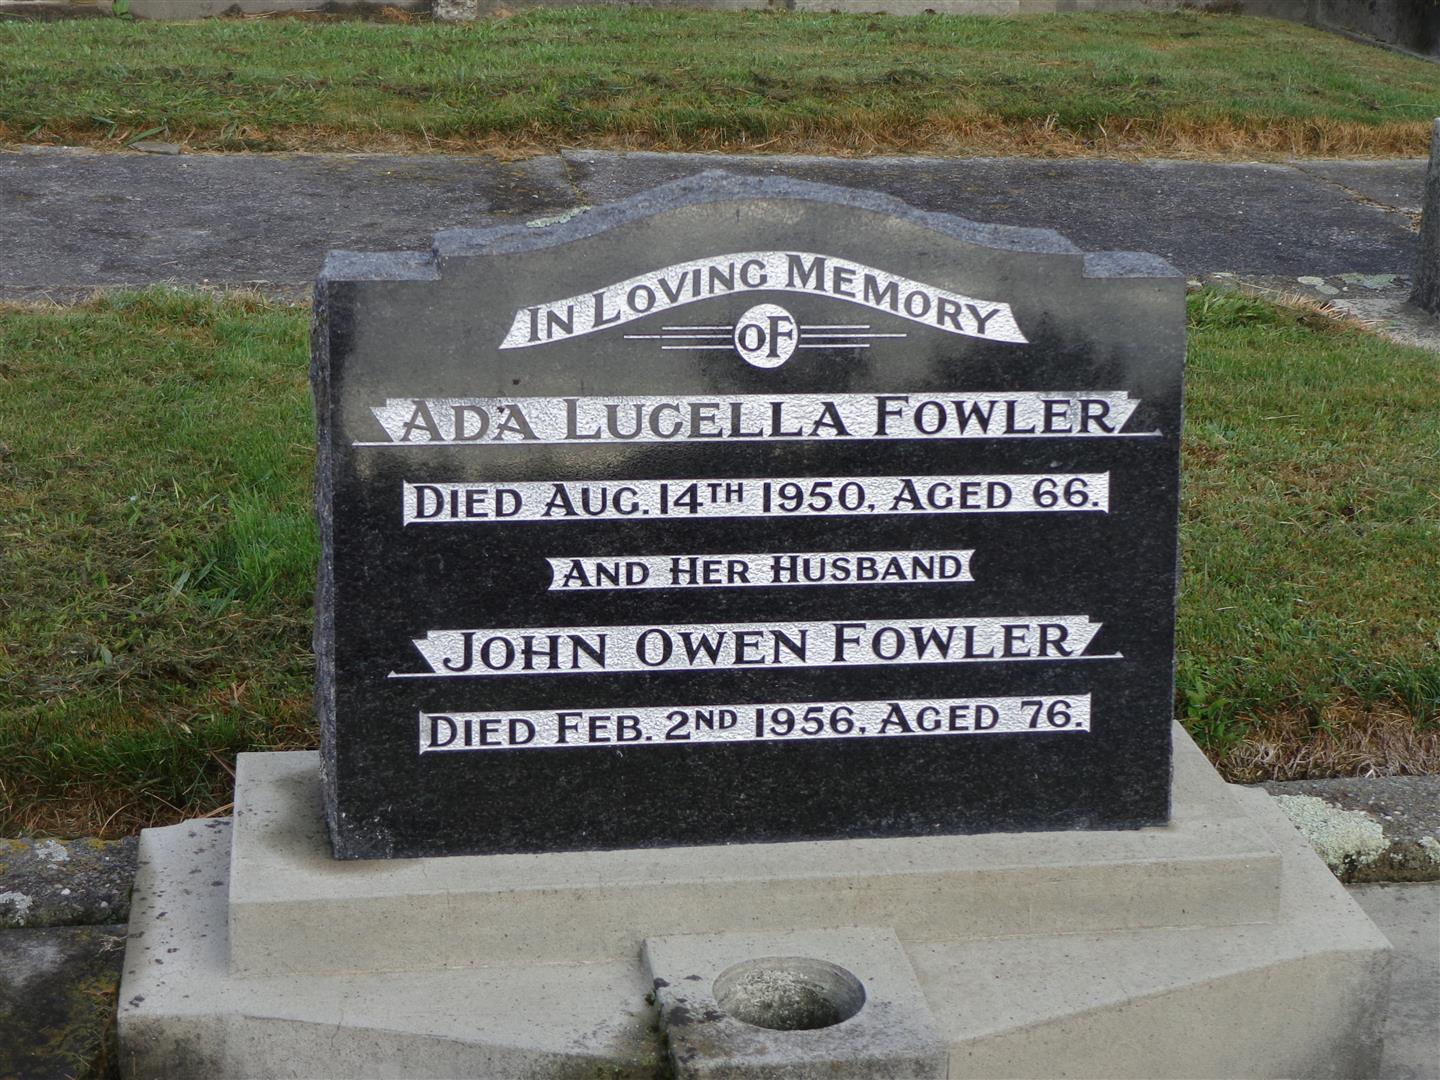 IN LOVING MEMORY
OF
ADA LUCELLA FOWLER
DIED AUG. 14TH 1950, AGED 66.
AND HER HUSBAND
JOHN OWEN FOWLER
DIED FEB. 2ND 1956, AGED 76.